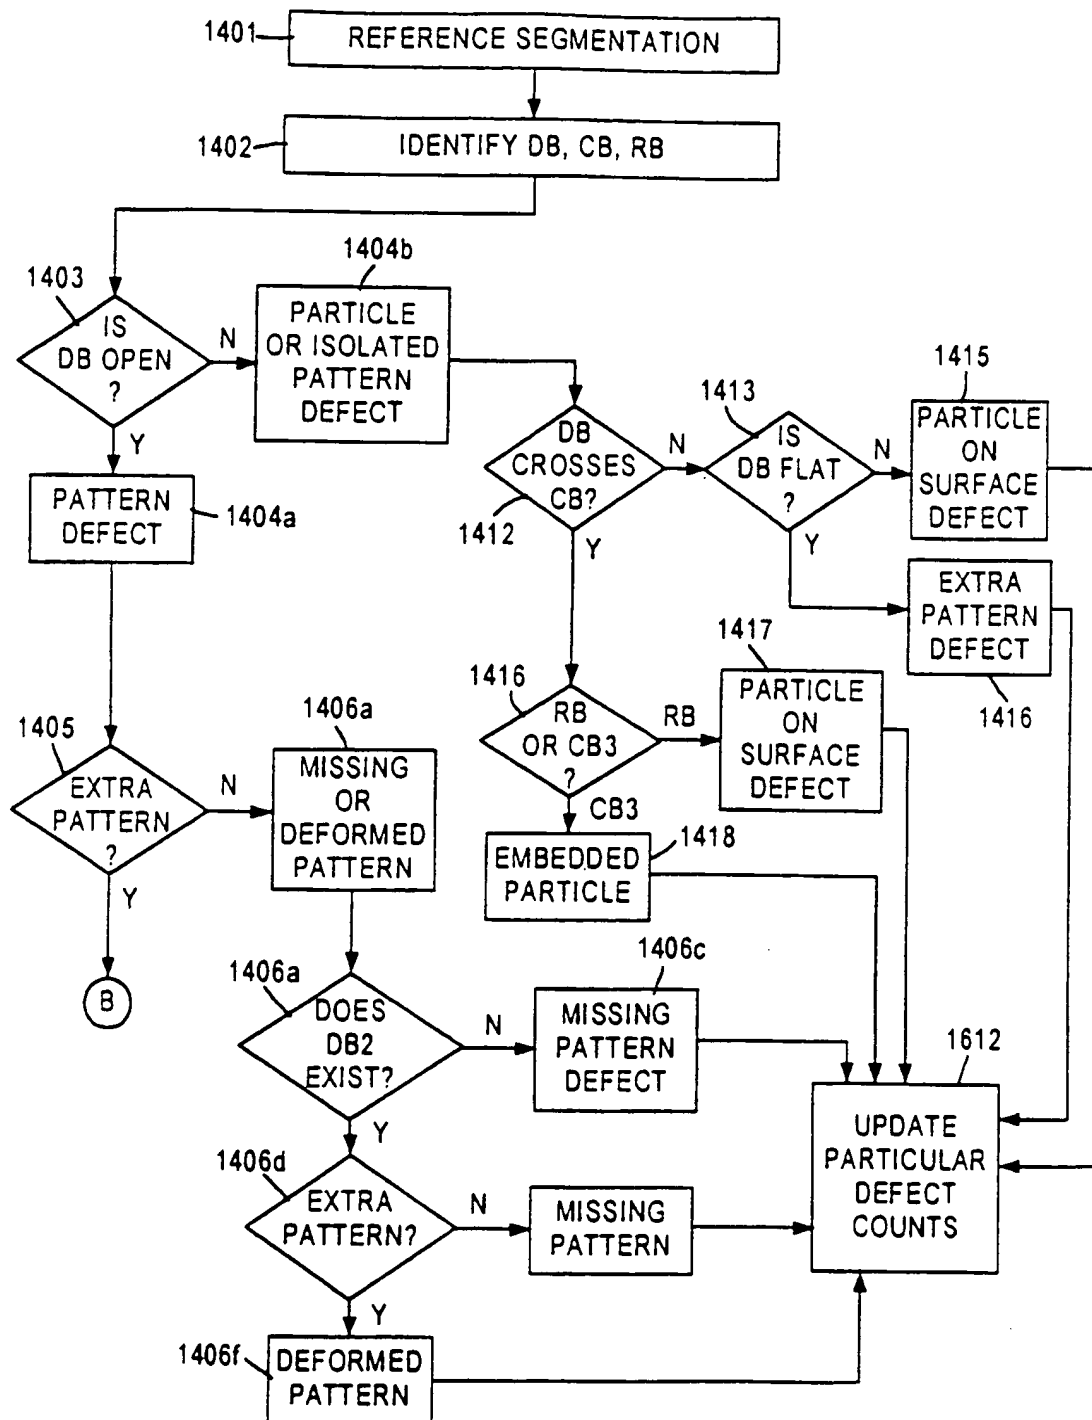 1401
REFERENCE SEGMENTATION
1402
IDENTIFY DB, CB, RB
1403
IS
DB OPEN
?
N
Y
1404b
PARTICLE
OR ISOLATED
PATTERN
DEFECT
PATTERN
DEFECT
1404a
DB
CROSSES
CB?
1412
N
Y
1413
IS
DB FLAT
?
N
Y
1415
PARTICLE
ON
SURFACE
DEFECT
EXTRA
PATTERN
DEFECT
1416
1416
RB
OR CB3
?
RB
CB3
1417
PARTICLE
ON
SURFACE
DEFECT
1418
EMBEDDED
PARTICLE
1405
EXTRA
PATTERN
?
N
Y
B
1406a
MISSING
OR
DEFORMED
PATTERN
1406a
DOES
DB2
EXIST?
N
Y
1406c
MISSING
PATTERN
DEFECT
1406d
EXTRA
PATTERN?
N
Y
MISSING
PATTERN
1612
UPDATE
PARTICULAR
DEFECT
COUNTS
1406f
DEFORMED
PATTERN